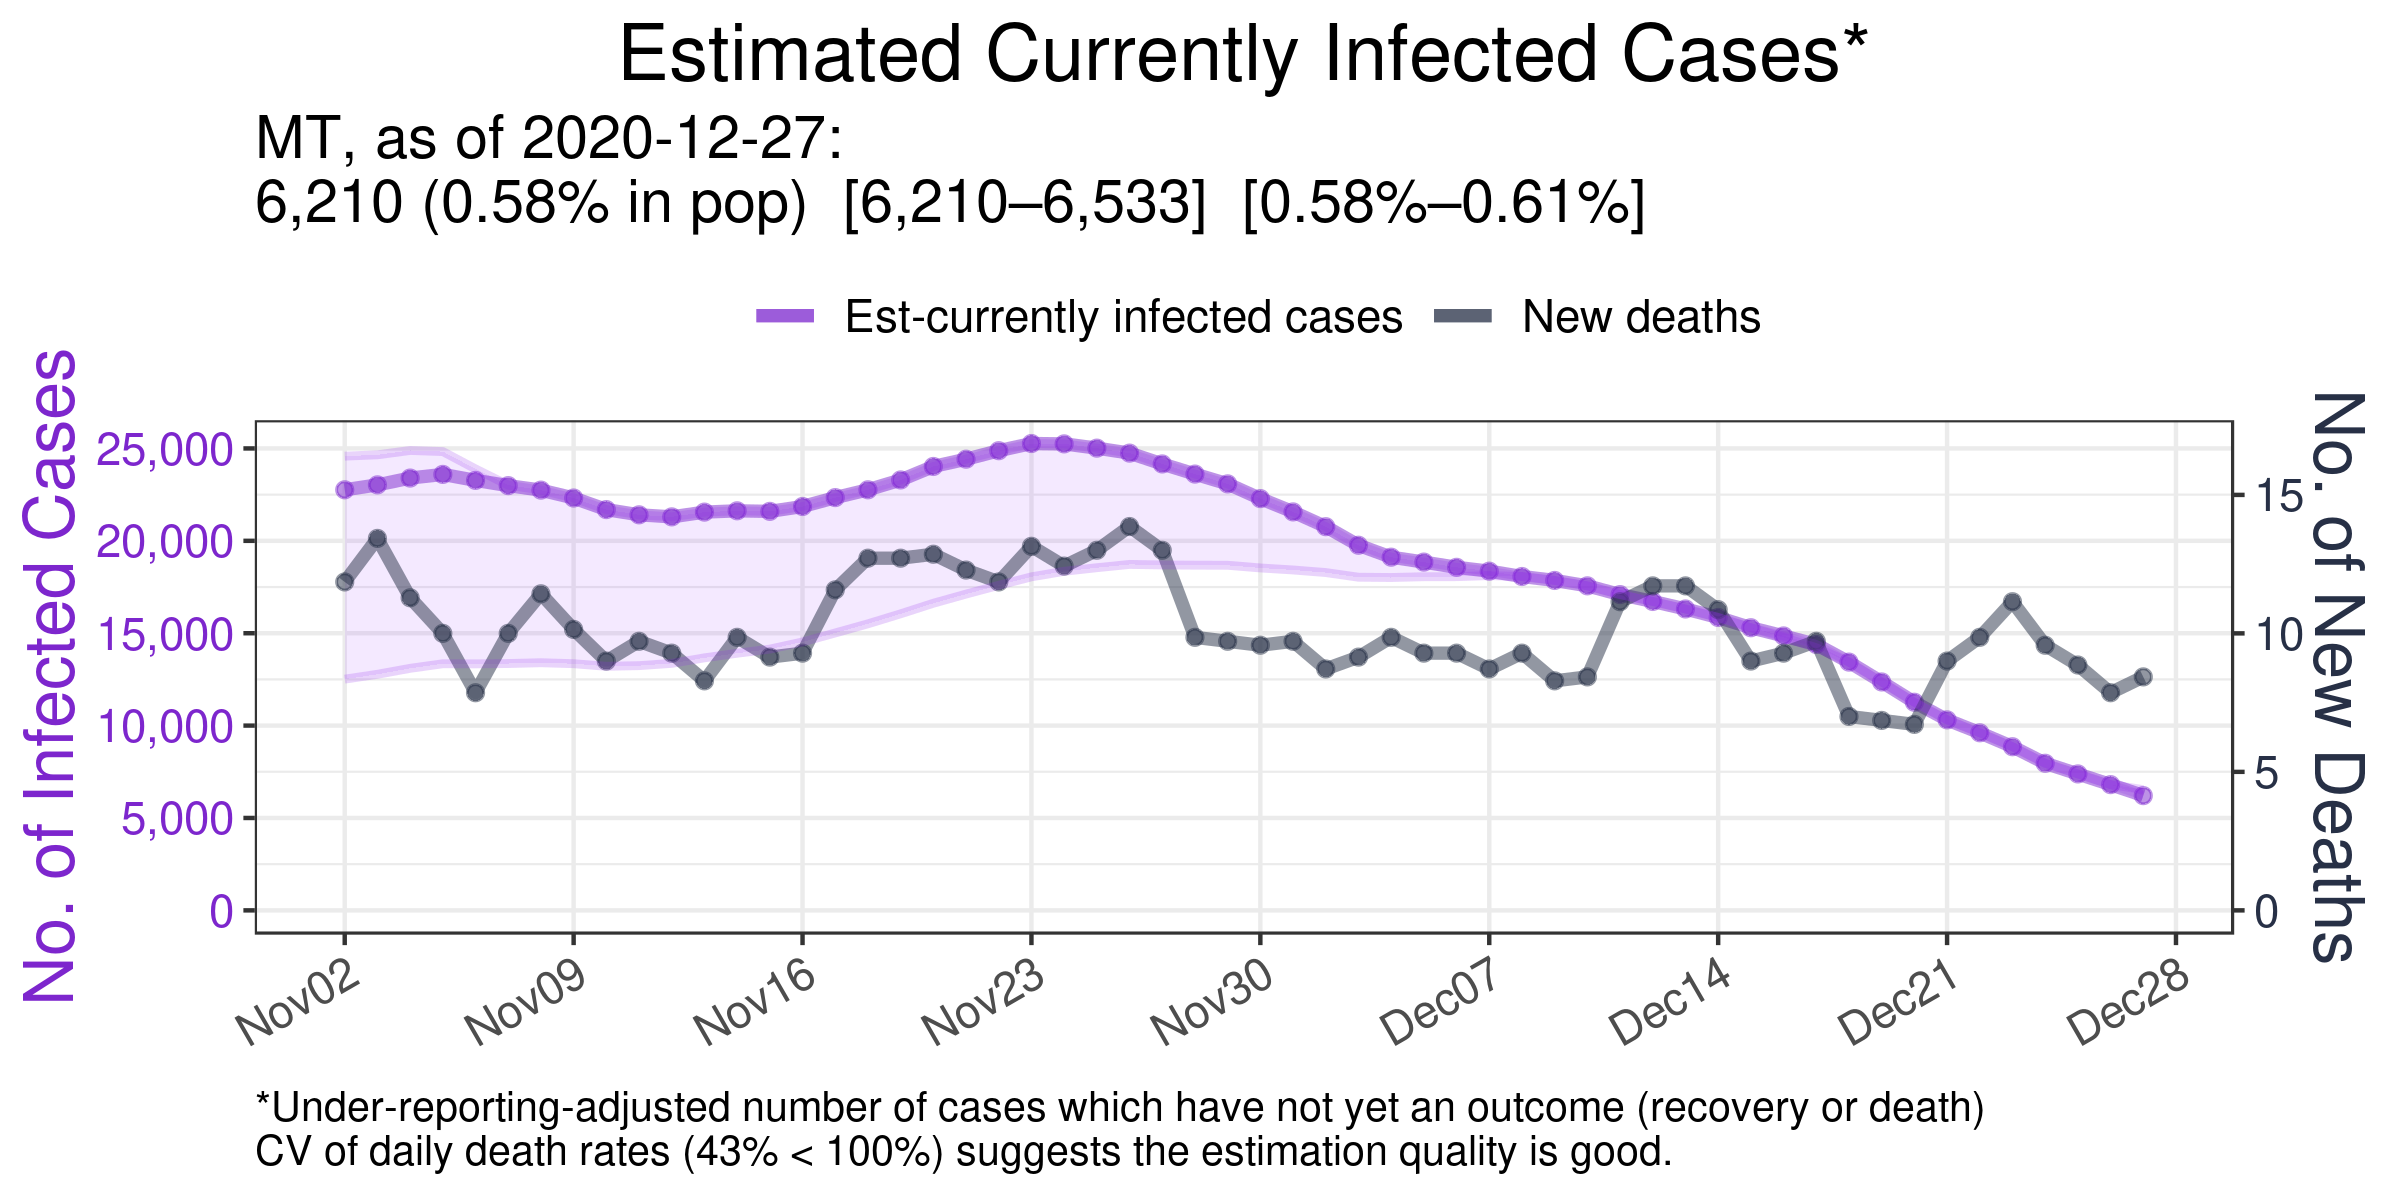 Estimated Currently Infected Cases*
MT, as of 2020-12-27:
6,210 (0.58% in pop)  [6,210–6,533]  [0.58%–0.61%]
Est-currently infected cases
New deaths
No. of Infected Cases
25,000
20,000
15,000
10,000
5,000
0
15
10
5
0
No. of New Deaths
Nov02
Nov09
Nov16
Nov23
Nov30
Dec07
Dec14
Dec21
Dec28
*Under-reporting-adjusted number of cases which have not yet an outcome (recovery or death)
CV of daily death rates (43% < 100%) suggests the estimation quality is good.